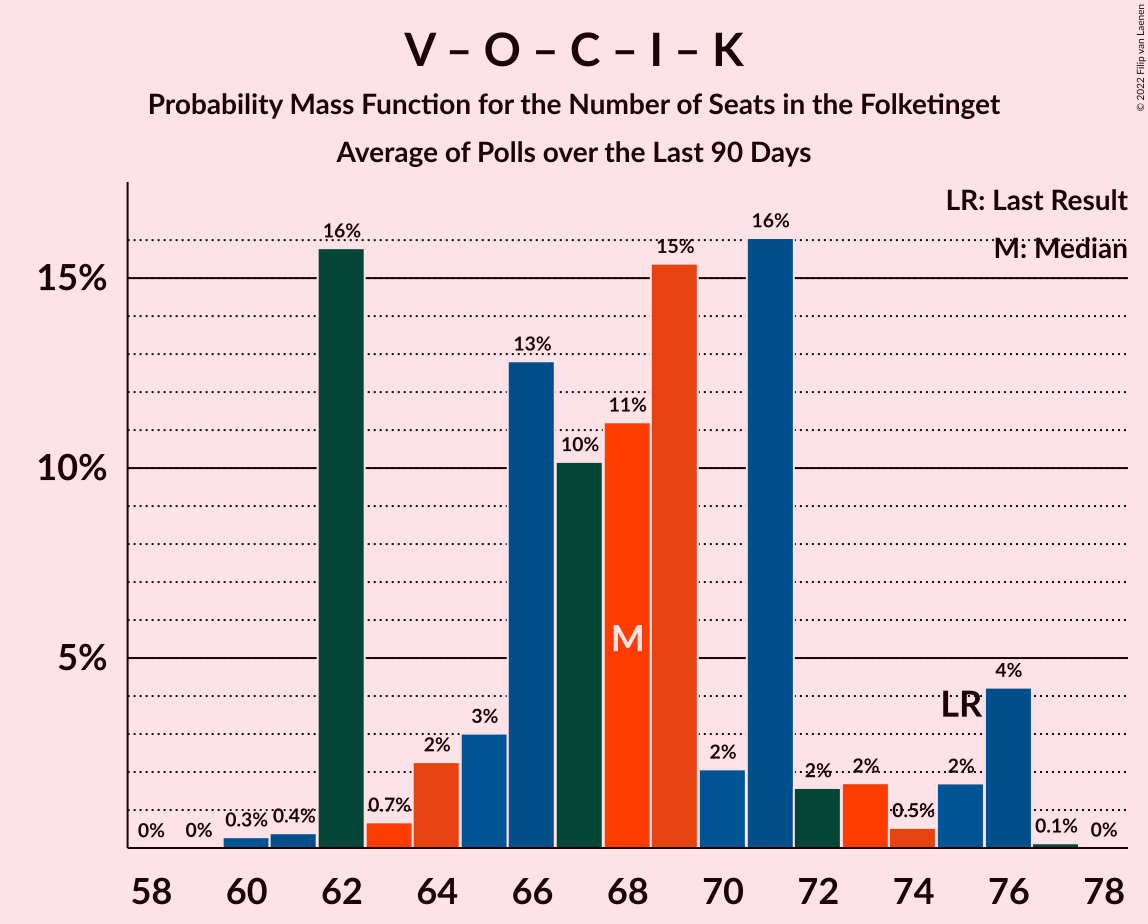 V – O – C – I – K
Probability Mass Function for the Number of Seats in the Folketinget
Average of Polls over the Last 90 Days
© 2022 Filip van Laenen
LR: Last Result
M: Median
15%
10%
5%
0% 0% 0.3% 0.4% 16% 0.7% 2% 3% 13% 10% 11% 15% 2% 16% 2% 2% 0.5% 2% 4% 0.1% 0%
M
LR
58 60 62 64 66 68 70 72 74 76 78